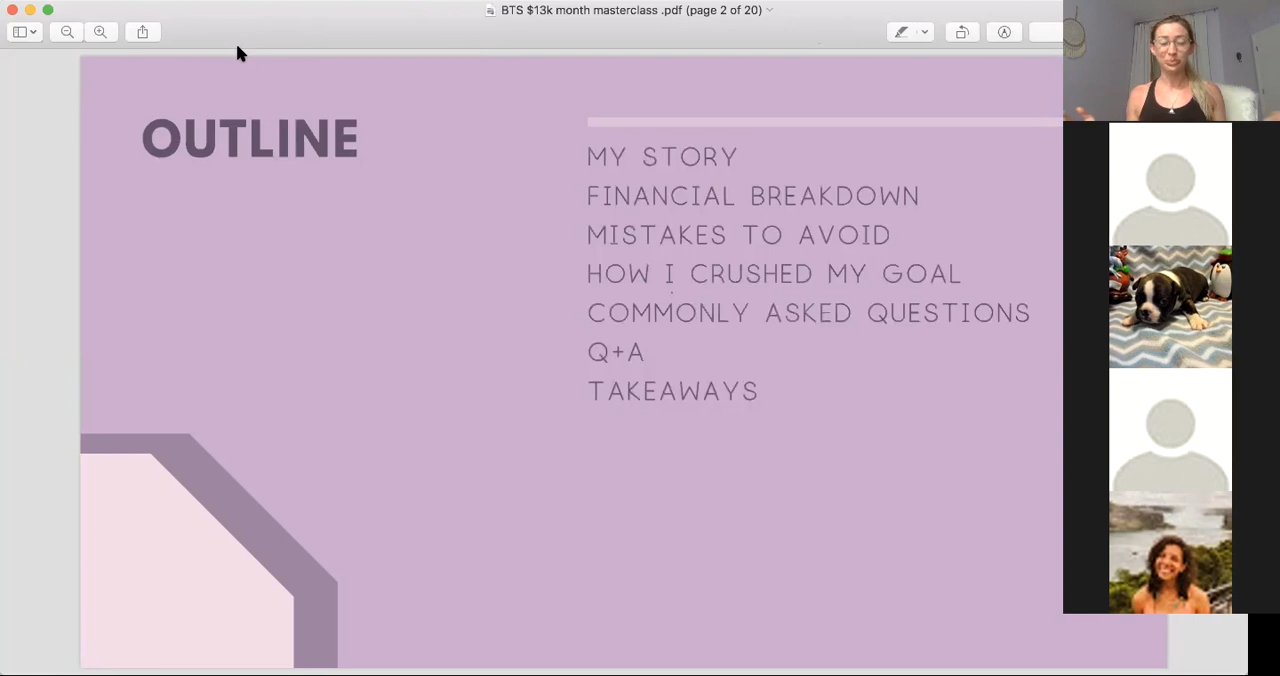 BTS $13k month masterclass .pdf (page 2 of 20)
OUTLINE
MY STORY
FINANCIAL BREAKDOWN
MISTAKES TO AVOID
HOW I CRUSHED MY GOAL
COMMONLY ASKED QUESTIONS
Q+A
TAKEAWAYS